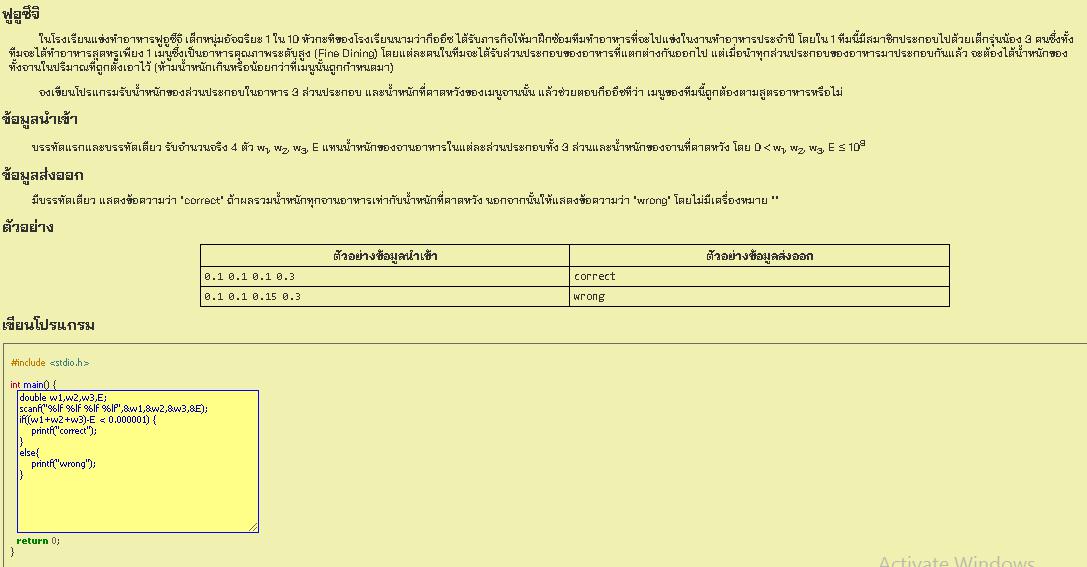 ฟูอูซึจิ
ในโรงเรียนแข่งทำอาหารฟูอูซึจิ เด็กหนุ่มอัจฉริยะ 1 ใน 10 หัวกะทิของโรงเรียนนามว่ากืออีช ได้รับภารกิจให้มาฝึกซ้อมทีมทำอาหารที่จะไปแข่งในงานทำอาหารประจำปี โดยใน 1 ทีมนี้มีสมาชิกประกอบไปด้วยเด็กรุ่นน้อง 3 คนซึ่งทั้ง
ทีมจะได้ทำอาหารสุดหรูเพียง 1 เมนูซึ่งเป็นอาหารคุณภาพระดับสูง (Fine Dining) โดยแต่ละคนในทีมจะได้รับส่วนประกอบของอาหารที่แตกต่างกันออกไป แต่เมื่อนำทุกส่วนประกอบของอาหารมาประกอบกันแล้ว จะต้องได้น้ำหนักของ
ทั้งจานในปริมาณที่ถูกตั้งเอาไว้ (ห้ามน้ำหนักเกินหรือน้อยกว่าที่เมนูนั้นถูกกำหนดมา)
จงเขียนโปรแกรมรับน้ำหนักของส่วนประกอบในอาหาร 3 ส่วนประกอบ และน้ำหนักที่คาดหวังของเมนูจานนั้น แล้วช่วยตอบกืออีชทีว่า เมนูของทีมนี้ถูกต้องตามสูตรอาหารหรือไม่
ข้อมูลนำเข้า
บรรทัดแรกและบรรทัดเดียว รับจำนวนจริง 4 ตัว w1, w2, w3, E แทนน้ำหนักของจานอาหารในแต่ละส่วนประกอบทั้ง 3 ส่วนและน้ำหนักของจานที่คาดหวัง โดย 0 < w1, w2, w3, E ≤ 10^9
ข้อมูลส่งออก
มีบรรทัดเดียว แสดงข้อความว่า "correct" ถ้าผลรวมน้ำหนักทุกจานอาหารเท่ากับน้ำหนักที่คาดหวัง นอกจากนั้นให้แสดงข้อความว่า "wrong" โดยไม่มีเครื่องหมาย ""
ตัวอย่าง
ตัวอย่างข้อมูลนำเข้า ตัวอย่างข้อมูลส่งออก
0.1 0.1 0.1 0.3 correct
0.1 0.1 0.15 0.3 wrong
เขียนโปรแกรม
#include <stdio.h>
int main() {
double w1,w2,w3,E;
scanf("%lf %lf %lf %lf",&w1,&w2,&w3,&E);
if((w1+w2+w3)-E < 0.000001) {
printf("correct");
}
else{
printf("wrong");
}
return 0;
}
Activate Windows